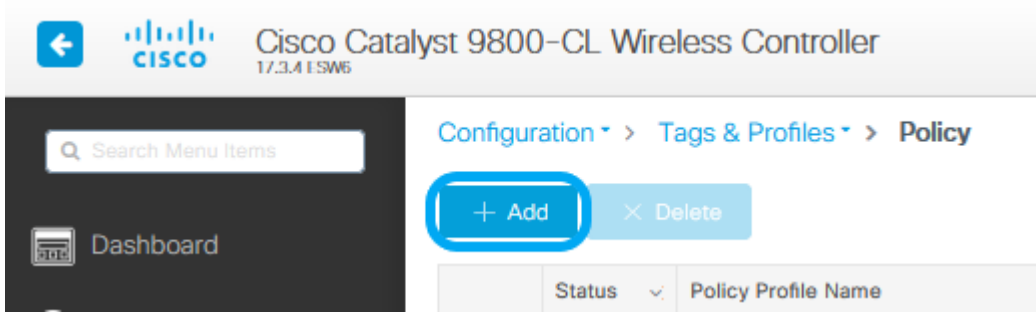 CISCO
Cisco Catalyst 9800-CL Wireless Controller
17.3.4 ESW6
Search Menu Items
Configuration > Tags & Profiles > Policy
+ Add
× Delete
Dashboard
Status
Policy Profile Name